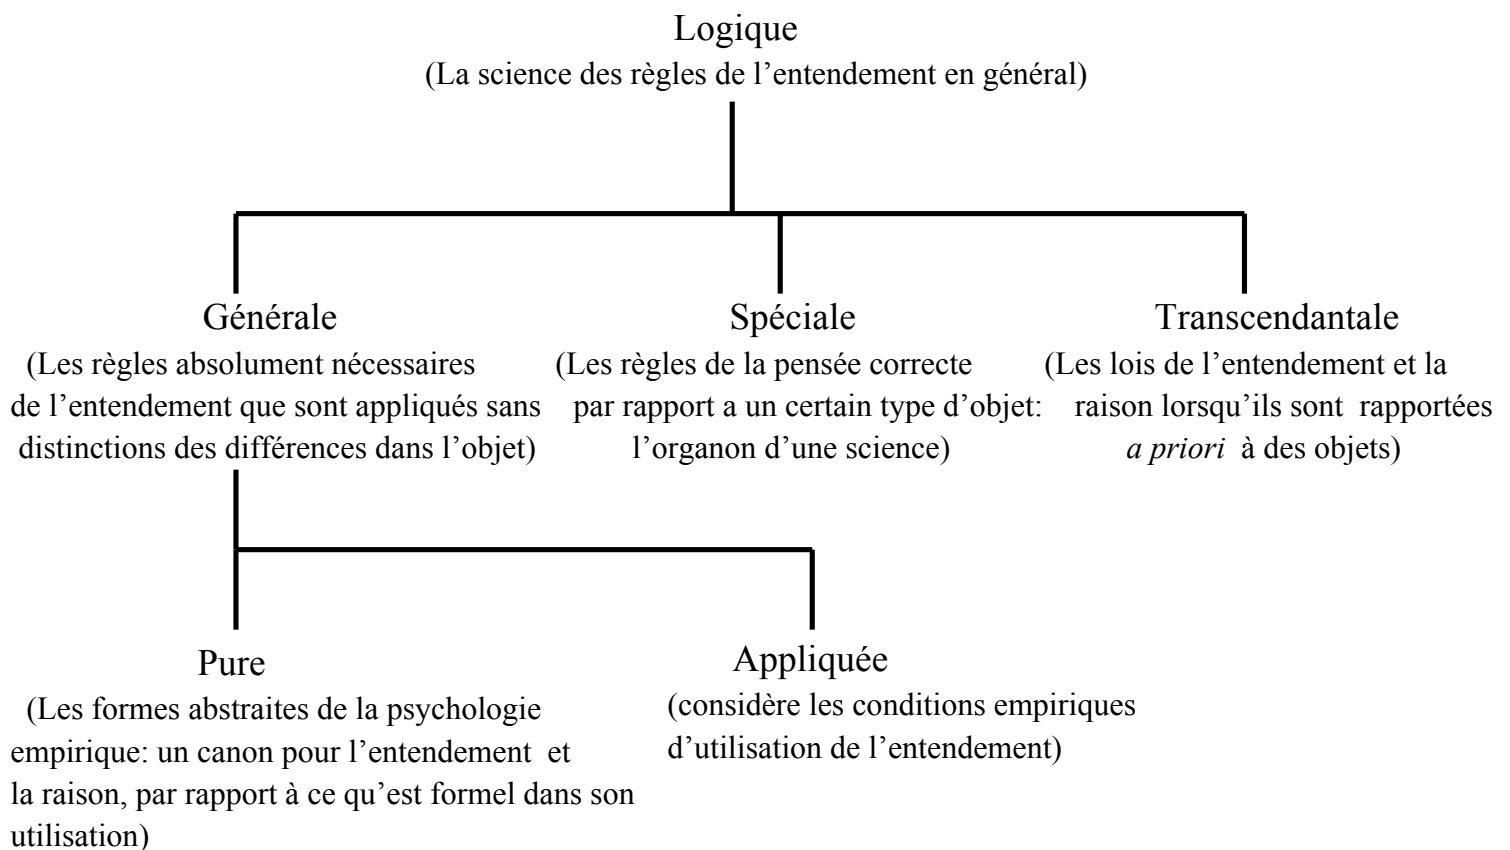 Logique
(La science des règles de l’entendement en général)
Générale
(Les règles absolument nécessaires
de l’entendement que sont appliqués sans
distinctions des différences dans l’objet)
Spéciale
(Les règles de la pensée correcte
par rapport a un certain type d’objet:
l’organon d’une science)
Transcendantale
(Les lois de l’entendement et la
raison lorsqu’ils sont rapportées
a priori à des objets)
Pure
(Les formes abstraites de la psychologie
empirique: un canon pour l’entendement et
la raison, par rapport à ce qu’est formel dans son
utilisation)
Appliquée
(considère les conditions empiriques
d’utilisation de l’entendement)